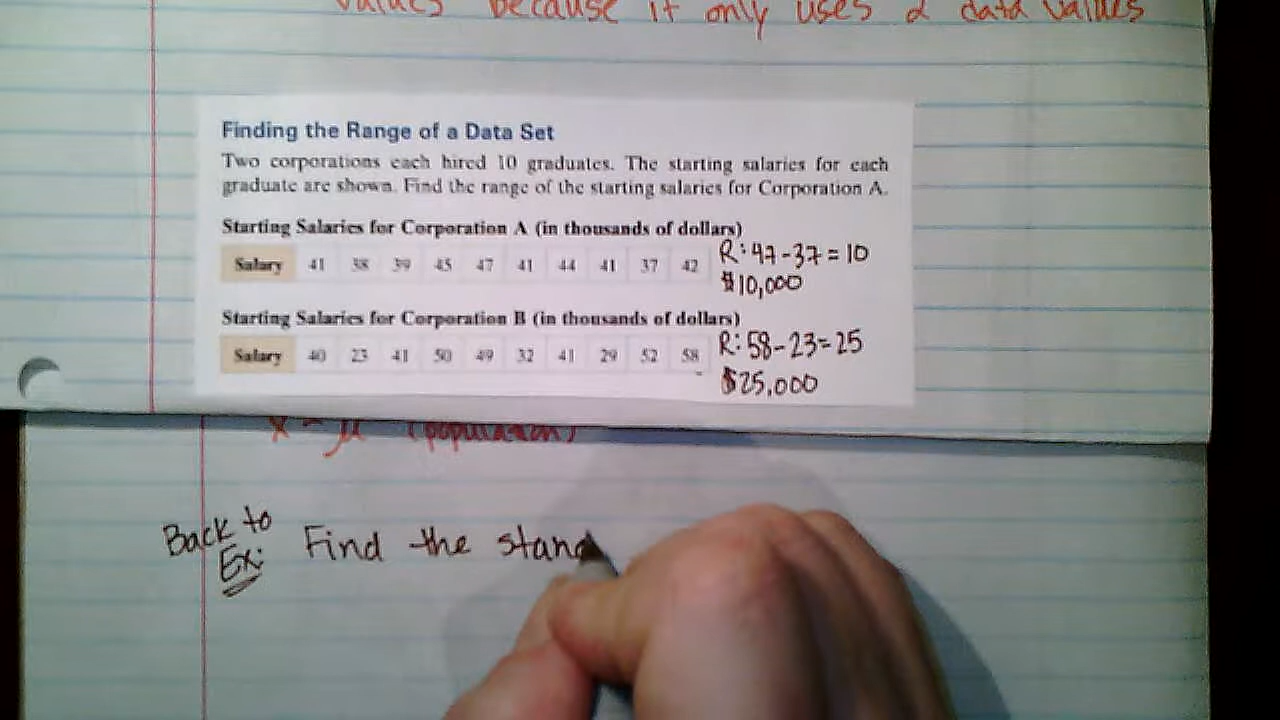 values because it only uses 2 data values
Finding the Range of a Data Set
Two corporations each hired 10 graduates. The starting salaries for each
graduate are shown. Find the range of the starting salaries for Corporation A.
Starting Salaries for Corporation A (in thousands of dollars)
Salary 41 38 39 45 47 41 44 41 37 42
R: 47-37=10
$10,000
Starting Salaries for Corporation B (in thousands of dollars)
Salary 40 23 41 50 49 32 41 29 52 58
R: 58-23=25
$25,000
x - μ (population)
Back to
Ex: Find the stand